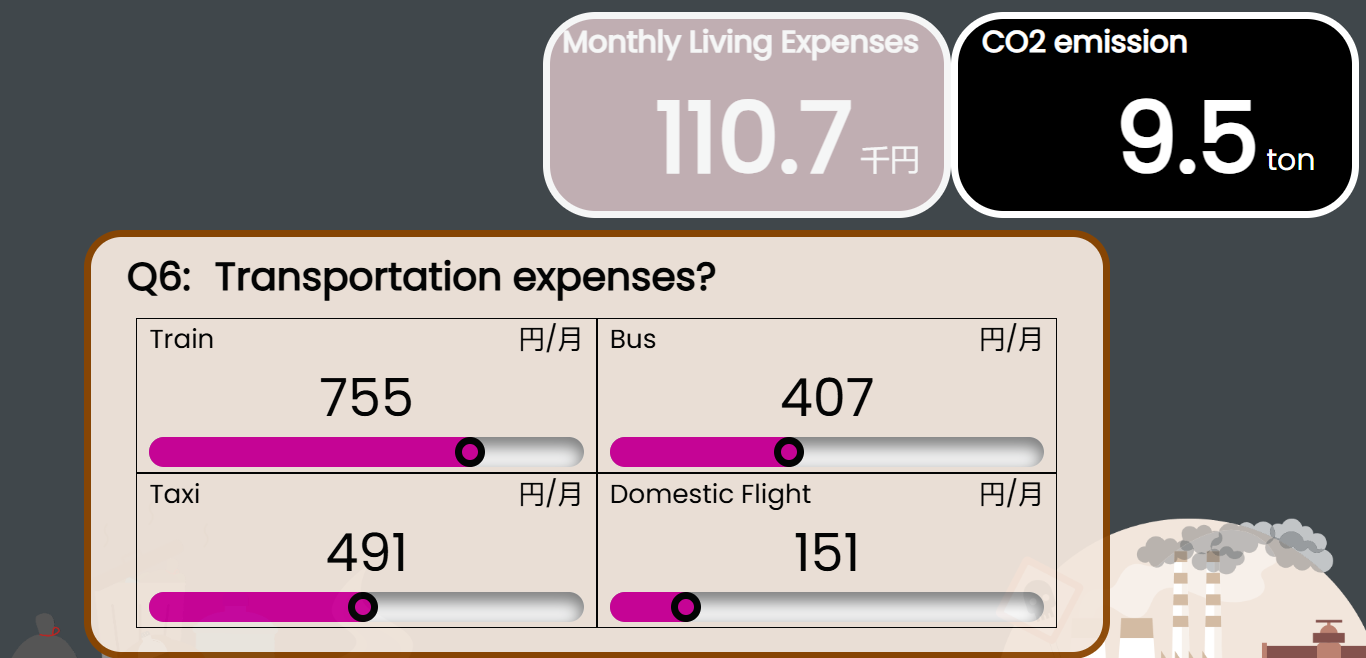 Monthly Living Expenses
110.7 千円
CO2 emission
9.5 ton
Q6: Transportation expenses?
Train 円/月
755
Bus 円/月
407
Taxi 円/月
491
Domestic Flight 円/月
151